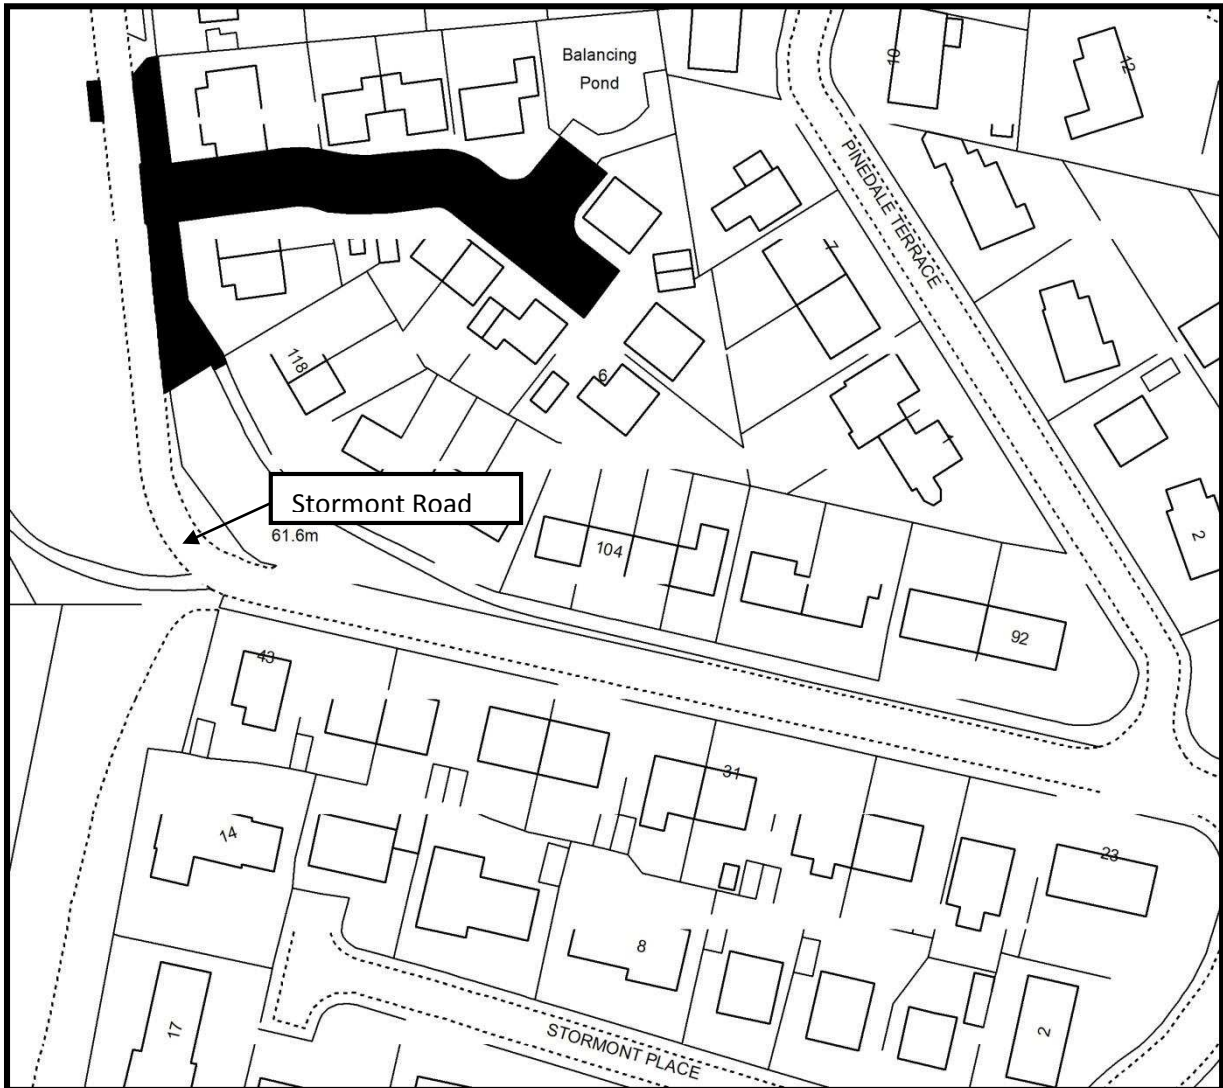 Balancing
Pond
10
12
PINEDALE TERRACE
7
118
6
1
Stormont Road
61.6m
104
2
92
43
31
14
23
8
17
STORMONT PLACE
2